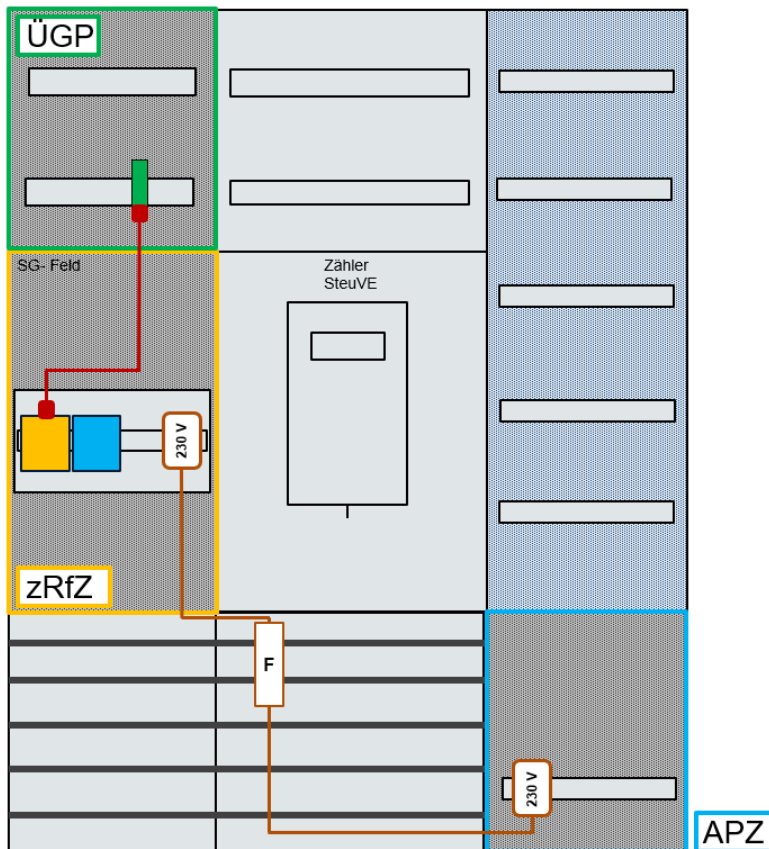 ÜGP
SG- Feld
Zähler
SteuVE
230 V
zRfZ
F
230 V
APZ